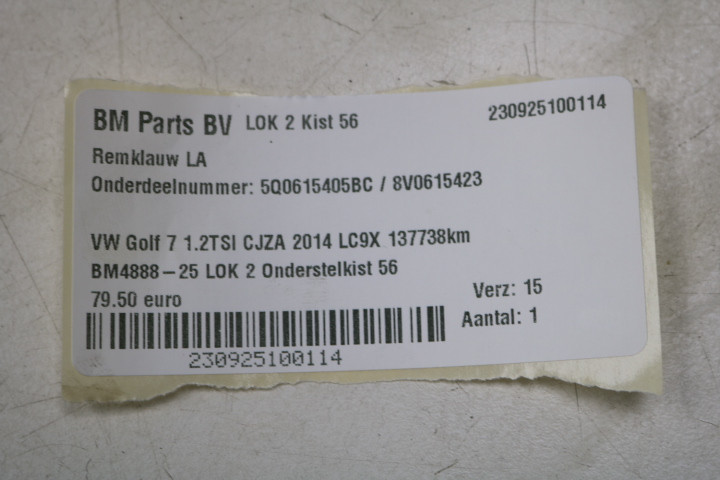 BM Parts BV LOK 2 Kist 56 230925100114
Remklauw LA
Onderdeelnummer: 5Q0615405BC / 8V0615423
VW Golf 7 1.2TSI CJZA 2014 LC9X 137738km
BM4888-25 LOK 2 Onderstelkist 56
79.50 euro Verz: 15
Aantal: 1
230925100114